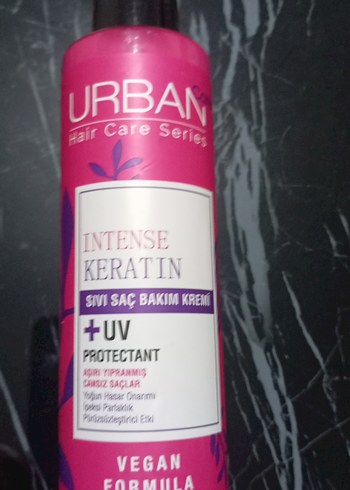 URBAN
Hair Care Series
INTENSE
KERATIN
SIVI SAÇ BAKIM KREMİ
+UV
PROTECTANT
AŞIRI YIPRANMIŞ
CANSIZ SAÇLAR
Yoğun Hasar Onarımı
İpeksi Parlaklık
Pürüzsüzleştirici Etki
VEGAN
FORMULA